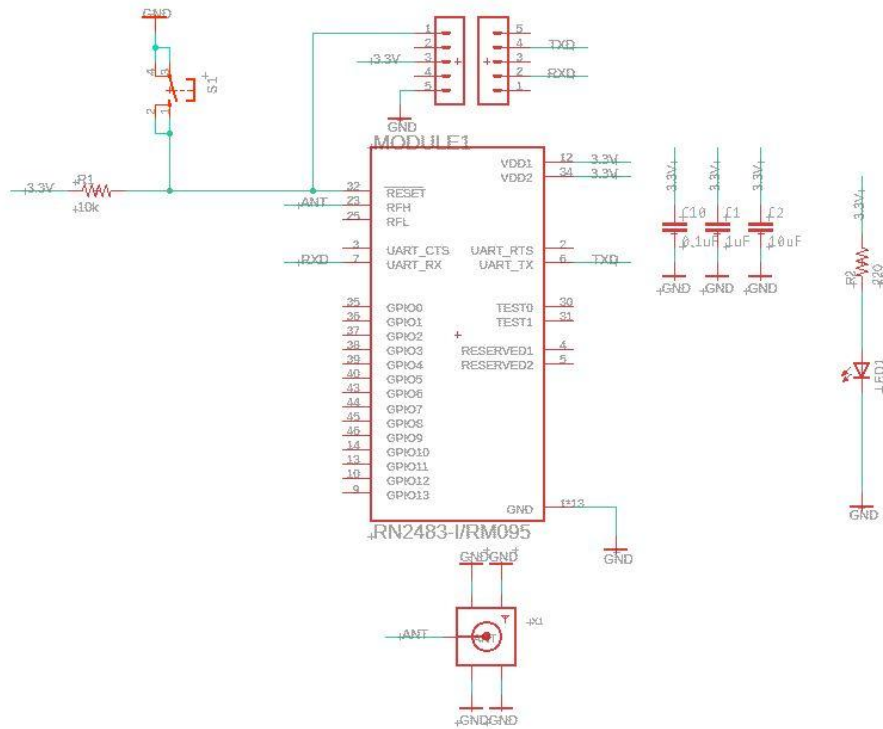 GND
4 3
S1
2 1
3.3V
R1
10k
1
2
3.3V
3
4
5
GND
5
4 TXD
3
2 RXD
1
MODULE1
32 RESET
ANT 23 RFH
25 RFL
3 UART_CTS
RXD 7 UART_RX
35 GPIO0
36 GPIO1
37 GPIO2
38 GPIO3
39 GPIO4
40 GPIO5
43 GPIO6
44 GPIO7
45 GPIO8
46 GPIO9
14 GPIO10
13 GPIO11
10 GPIO12
9 GPIO13
VDD1 12 3.3V
VDD2 34 3.3V
UART_RTS 2
UART_TX 6 TXD
TEST0 30
TEST1 31
RESERVED1 4
RESERVED2 5
GND 1*13
GND
RN2483-I/RM095
3.3V 3.3V 3.3V
C10 C1 C2
0.1uF 1uF 10uF
GND GND GND
3.3V
R2
220
LED1
GND
GND GND
X1
ANT
ANT
GND GND